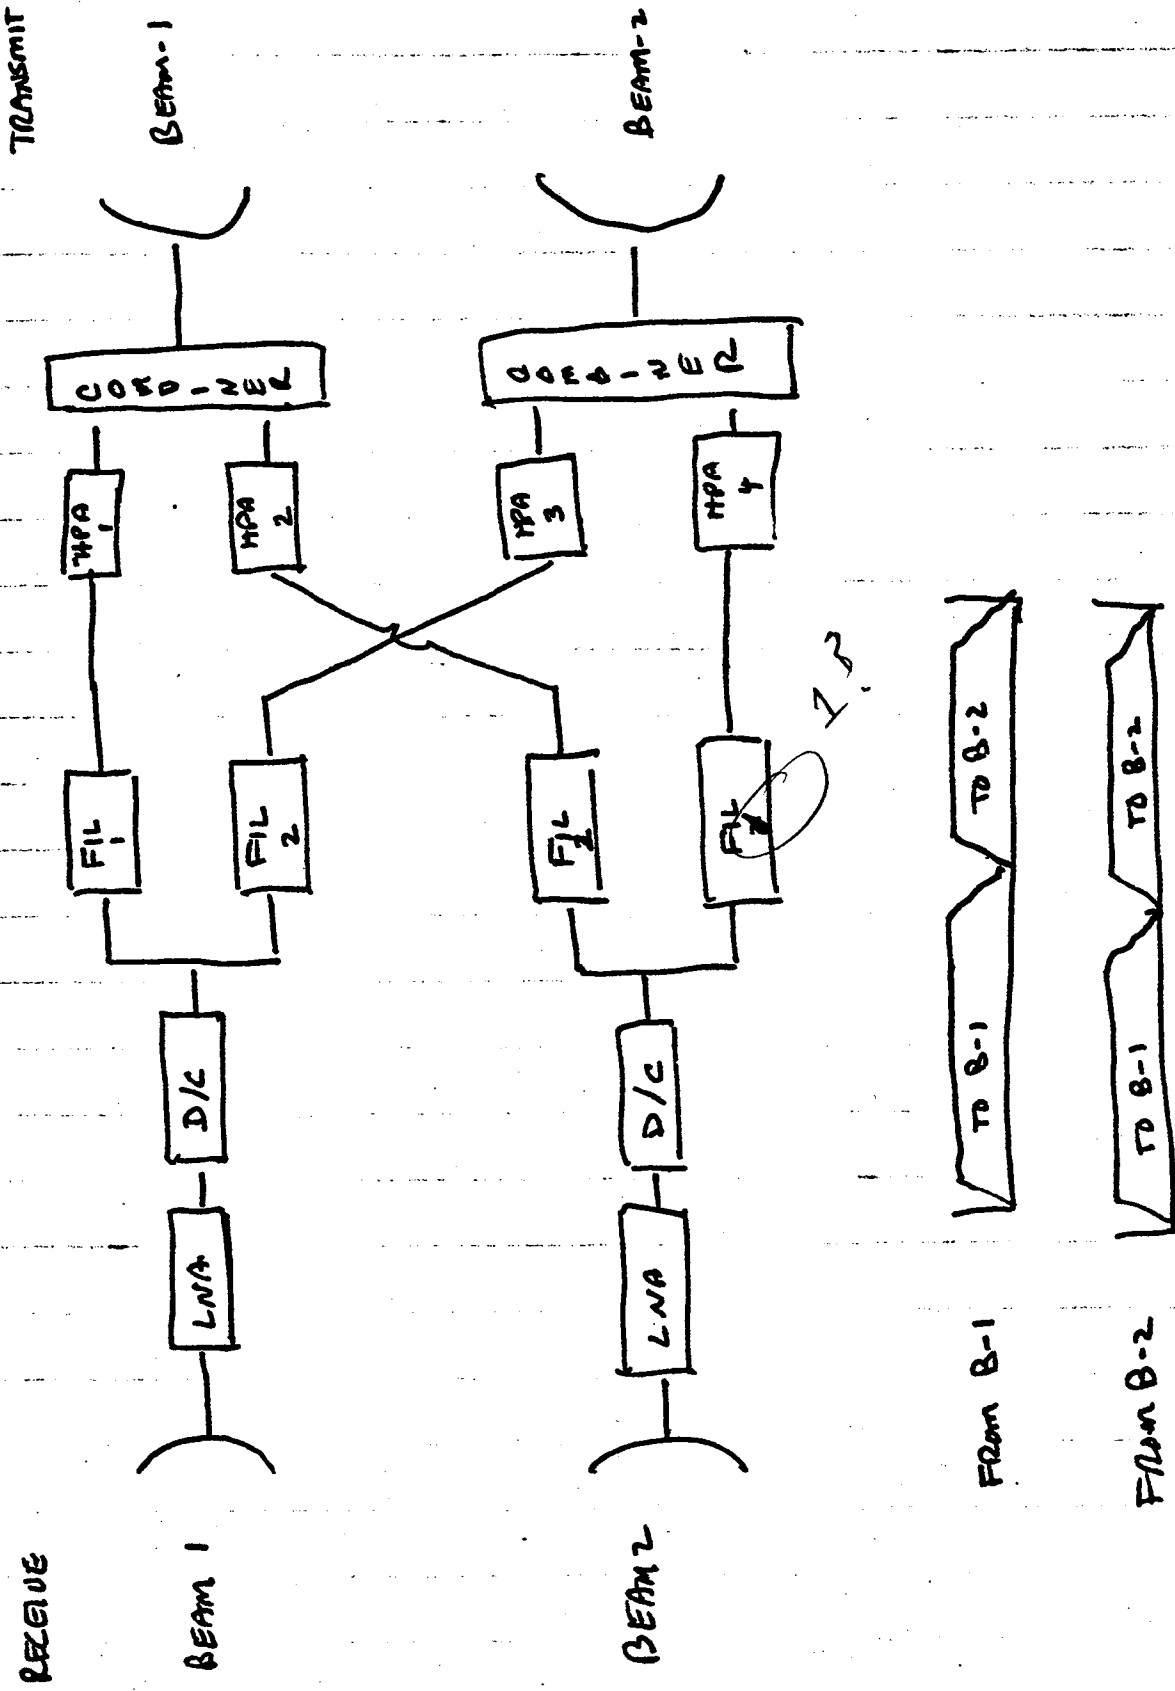 RECEIVE
TRANSMIT
BEAM 1
LNA
D/C
FIL 1
FIL 2
HPA 1
HPA 2
COMBINER
BEAM-1
BEAM 2
LNA
D/C
FIL
FIL
HPA 3
HPA 4
COMBINER
BEAM-2
FROM B-1
TO B-1
TO B-2
FROM B-2
TO B-1
TO B-2